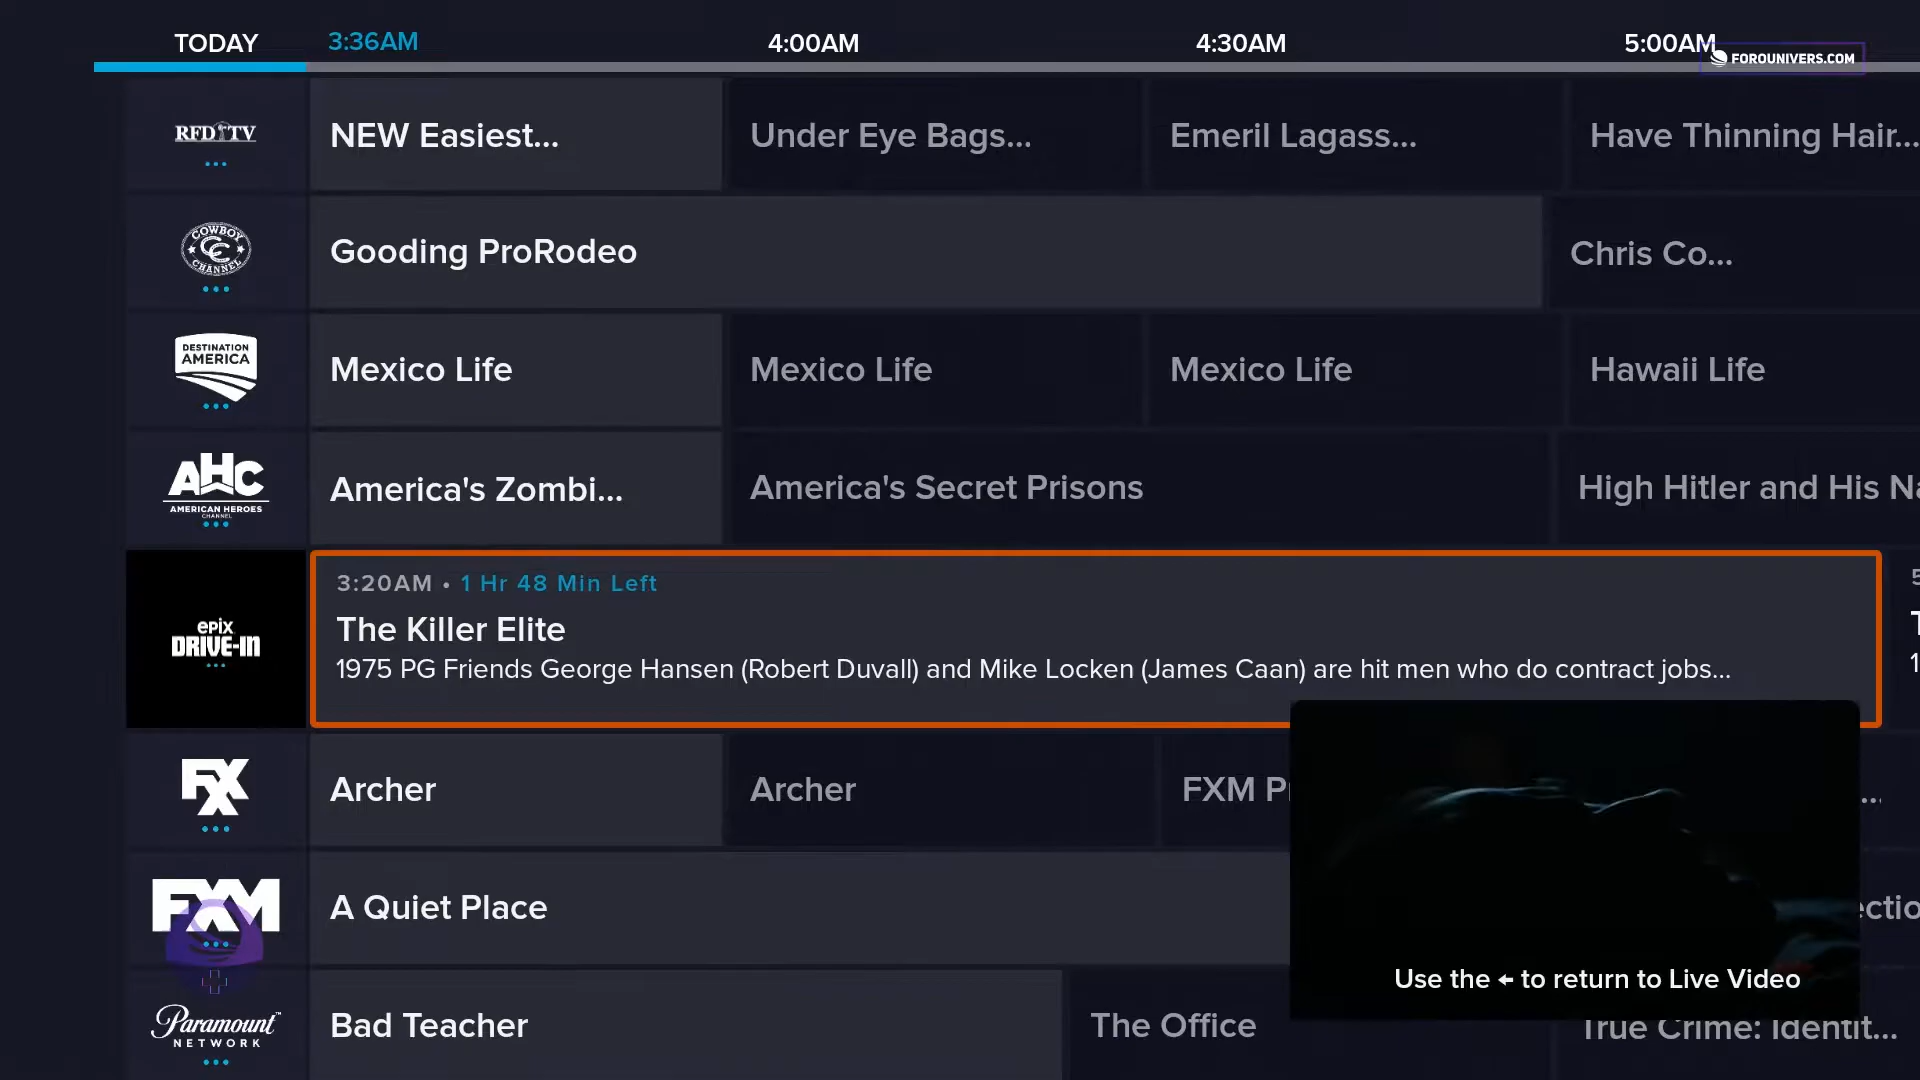 TODAY 3:36AM 4:00AM 4:30AM 5:00AM
FOROUNIVERS.COM
RFD TV NEW Easiest... Under Eye Bags... Emeril Lagass... Have Thinning Hair...
COWBOY CC CHANNEL Gooding ProRodeo Chris Co...
DESTINATION AMERICA Mexico Life Mexico Life Mexico Life Hawaii Life
AHC AMERICAN HEROES CHANNEL America's Zombi... America's Secret Prisons High Hitler and His Na
3:20AM • 1 Hr 48 Min Left
epix DRIVE-IN The Killer Elite
1975 PG Friends George Hansen (Robert Duvall) and Mike Locken (James Caan) are hit men who do contract jobs...
FXX Archer Archer FXM P ...
FXM A Quiet Place ectio
Use the ← to return to Live Video
Paramount NETWORK Bad Teacher The Office True Crime: Identit...